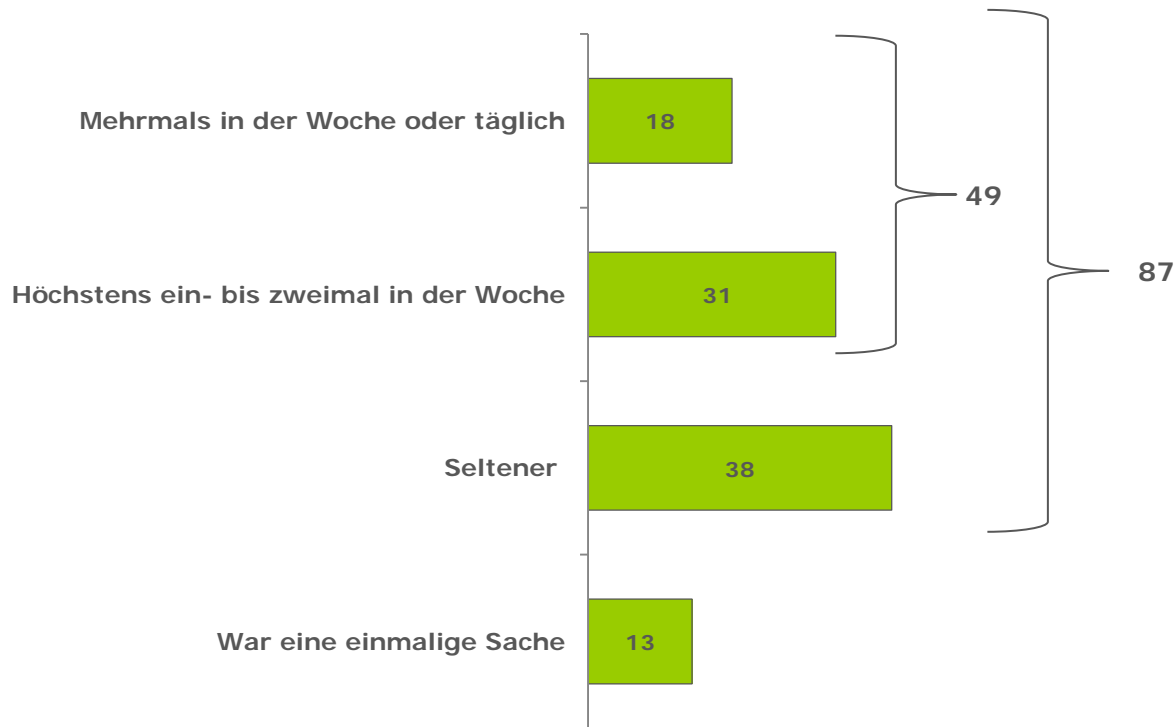 Mehrmals in der Woche oder täglich
18
49
Höchstens ein- bis zweimal in der Woche
31
87
Seltener
38
War eine einmalige Sache
13